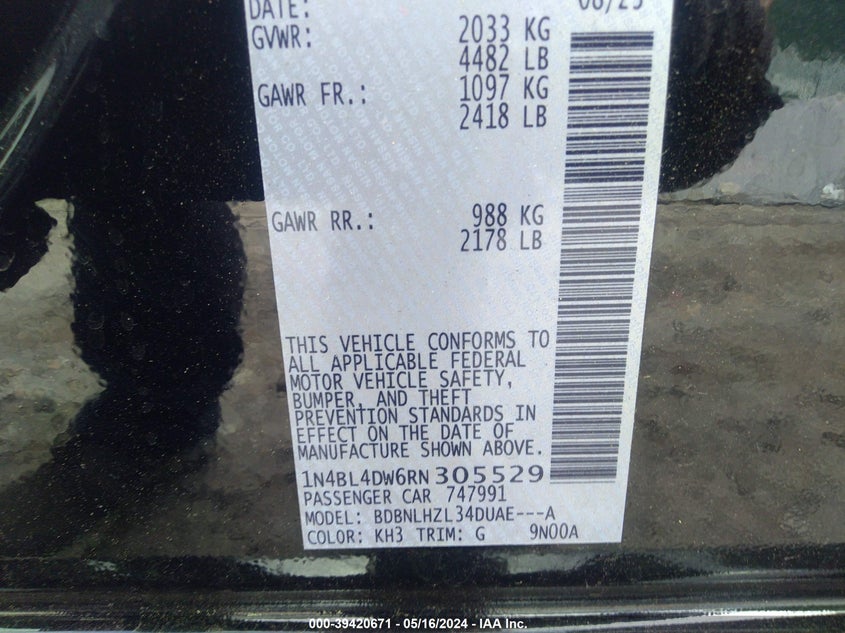 DATE: 08/23
GVWR: 2033 KG
4482 LB
GAWR FR.: 1097 KG
2418 LB
GAWR RR.: 988 KG
2178 LB
THIS VEHICLE CONFORMS TO
ALL APPLICABLE FEDERAL
MOTOR VEHICLE SAFETY,
BUMPER, AND THEFT
PREVENTION STANDARDS IN
EFFECT ON THE DATE OF
MANUFACTURE SHOWN ABOVE.
1N4BL4DW6RN305529
PASSENGER CAR 747991
MODEL: BDBNLHZL34DUAE---A
COLOR: KH3 TRIM: G 9N00A
000-39420671 - 05/16/2024 - IAA Inc.